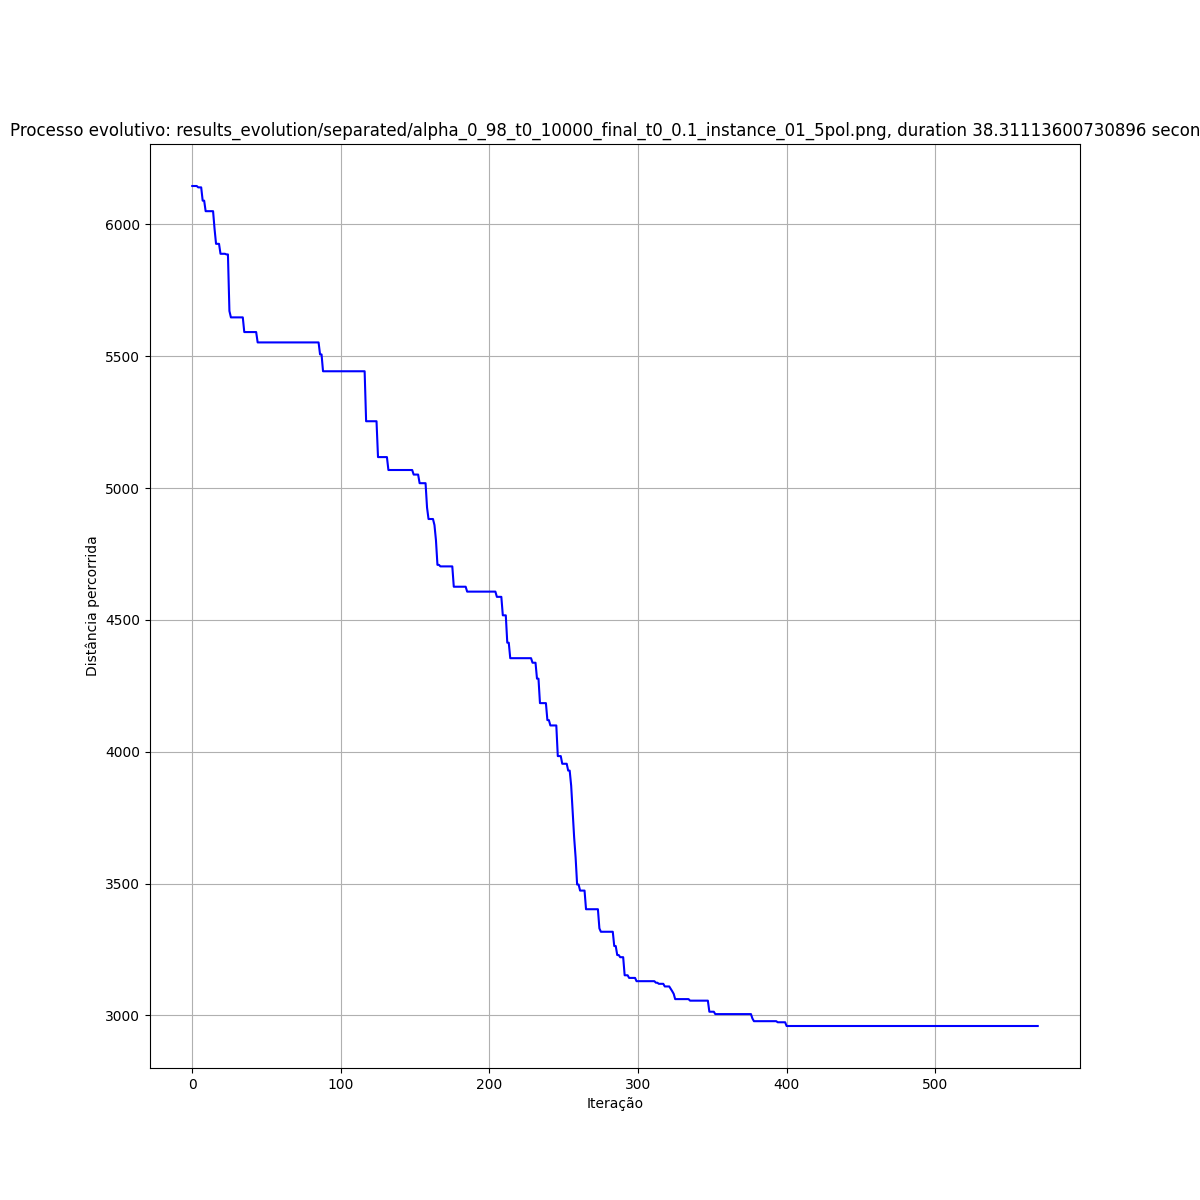 Processo evolutivo: results_evolution/separated/alpha_0_98_t0_10000_final_t0_0.1_instance_01_5pol.png, duration 38.31113600730896 secon
6000
5500
5000
4500
4000
3500
3000
Distância percorrida
0 100 200 300 400 500
Iteração